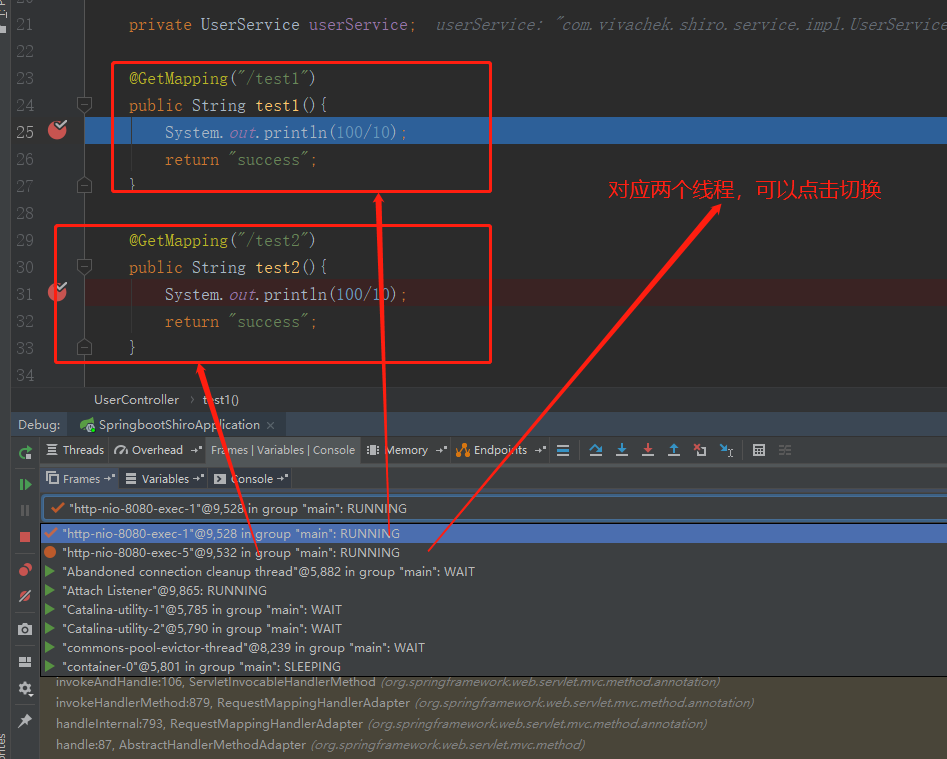 21 private UserService userService; userService: "com.vivachek.shiro.service.impl.UserService
22
23 @GetMapping("/test1")
24 public String test1(){
25 System.out.println(100/10);
26 return "success";
27 }
对应两个线程，可以点击切换
28
29 @GetMapping("/test2")
30 public String test2(){
31 System.out.println(100/10);
32 return "success";
33 }
34
UserController › test1()
Debug: SpringbootShiroApplication ×
Threads Overhead Frames | Variables | Console Memory Endpoints
Frames Variables Console
"http-nio-8080-exec-1"@9,528 in group "main": RUNNING
"http-nio-8080-exec-1"@9,528 in group "main": RUNNING
"http-nio-8080-exec-5"@9,532 in group "main": RUNNING
"Abandoned connection cleanup thread"@5,882 in group "main": WAIT
"Attach Listener"@9,865: RUNNING
"Catalina-utility-1"@5,785 in group "main": WAIT
"Catalina-utility-2"@5,790 in group "main": WAIT
"commons-pool-evictor-thread"@8,239 in group "main": WAIT
"container-0"@5,801 in group "main": SLEEPING
invokeAndHandle:106, ServletInvocableHandlerMethod (org.springframework.web.servlet.mvc.method.annotation)
invokeHandlerMethod:879, RequestMappingHandlerAdapter (org.springframework.web.servlet.mvc.method.annotation)
handleInternal:793, RequestMappingHandlerAdapter (org.springframework.web.servlet.mvc.method.annotation)
handle:87, AbstractHandlerMethodAdapter (org.springframework.web.servlet.mvc.method)